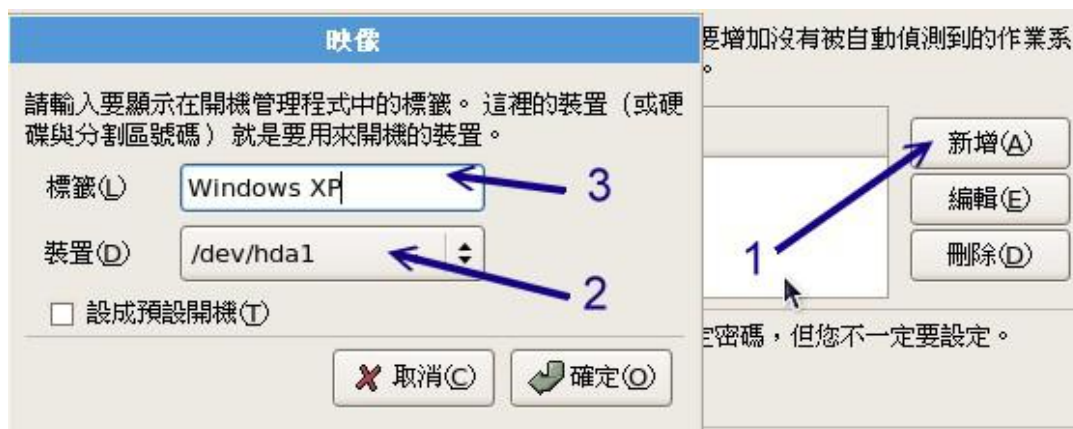 映像
請輸入要顯示在開機管理程式中的標籤。 這裡的裝置（或硬
碟與分割區號碼）就是要用來開機的裝置。
標籤(L)
Windows XP
3
裝置(D)
/dev/hda1
2
設成預設開機(T)
取消(C)
確定(O)
要增加沒有被自動偵測到的作業系
。
新增(A)
編輯(E)
1
刪除(D)
定密碼，但您不一定要設定。